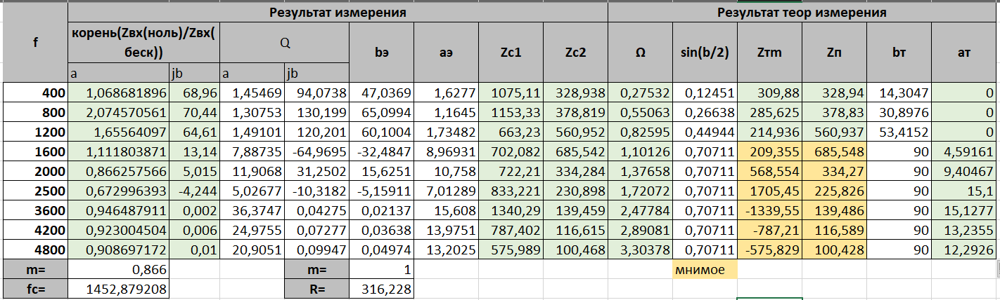 Результат измерения Результат теор измерения
f корень(Zвх(ноль)/Zвх(беск)) Q bэ aэ Zc1 Zc2 Ω sin(b/2) Zтm Zп bт aт
a jb a jb
400 1,068681896 68,96 1,45469 94,0738 47,0369 1,6277 1075,11 328,938 0,27532 0,12451 309,88 328,94 14,3047 0
800 2,074570561 70,44 1,30753 130,199 65,0994 1,1645 1153,33 378,819 0,55063 0,26638 285,625 378,83 30,8976 0
1200 1,65564097 64,61 1,49101 120,201 60,1004 1,73482 663,23 560,952 0,82595 0,44944 214,936 560,937 53,4152 0
1600 1,111803871 13,14 7,88735 -64,9695 -32,4847 8,96931 702,082 685,542 1,10126 0,70711 209,355 685,548 90 4,59161
2000 0,866257566 5,015 11,9068 31,2502 15,6251 10,758 722,21 334,284 1,37658 0,70711 568,554 334,27 90 9,40467
2500 0,672996393 -4,244 5,02677 -10,3182 -5,15911 7,01289 833,221 230,898 1,72072 0,70711 1705,45 225,826 90 15,1
3600 0,946487911 0,002 36,3747 0,04275 0,02137 15,608 1340,29 139,459 2,47784 0,70711 -1339,55 139,486 90 15,1277
4200 0,923004504 0,006 24,9755 0,07277 0,03638 13,9751 787,402 116,615 2,89081 0,70711 -787,21 116,589 90 13,2355
4800 0,908697172 0,01 20,9051 0,09947 0,04974 13,2025 575,989 100,468 3,30378 0,70711 -575,829 100,428 90 12,2926
m= 0,866 m= 1 мнимое
fc= 1452,879208 R= 316,228